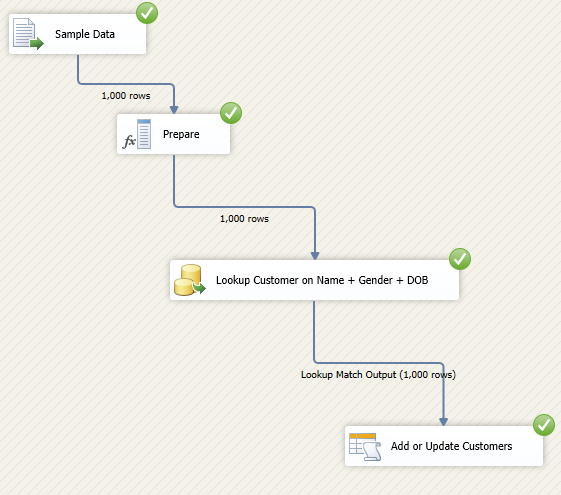 Sample Data
1,000 rows
fx
Prepare
1,000 rows
Lookup Customer on Name + Gender + DOB
Lookup Match Output (1,000 rows)
Add or Update Customers